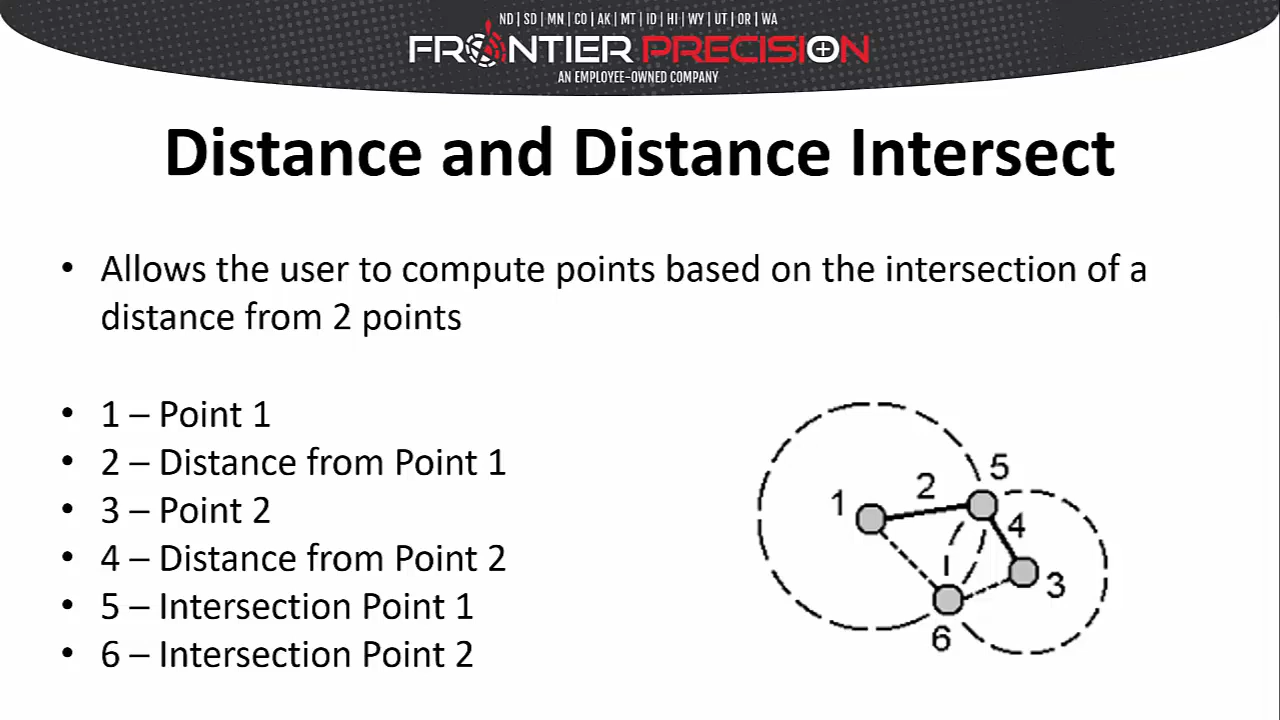 ND | SD | MN | CO | AK | MT | ID | HI | WY | UT | OR | WA
FRONTIER PRECISION
AN EMPLOYEE-OWNED COMPANY
Distance and Distance Intersect
• Allows the user to compute points based on the intersection of a
distance from 2 points
• 1 – Point 1
• 2 – Distance from Point 1
• 3 – Point 2
• 4 – Distance from Point 2
• 5 – Intersection Point 1
• 6 – Intersection Point 2
5
2
1
4
3
6